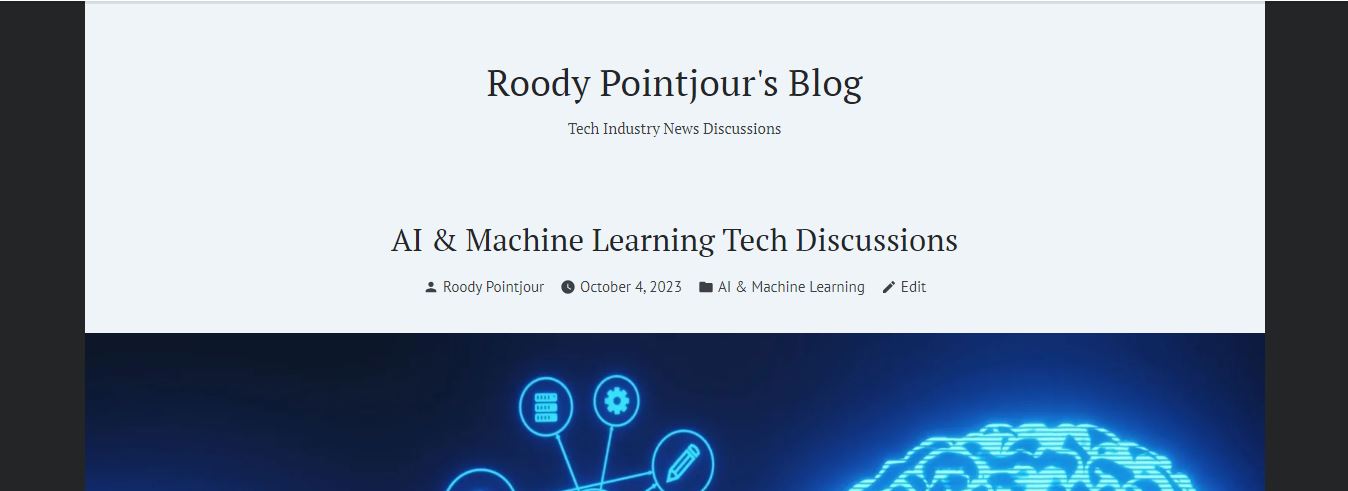 Roody Pointjour's Blog
Tech Industry News Discussions
AI & Machine Learning Tech Discussions
Roody Pointjour October 4, 2023 AI & Machine Learning Edit